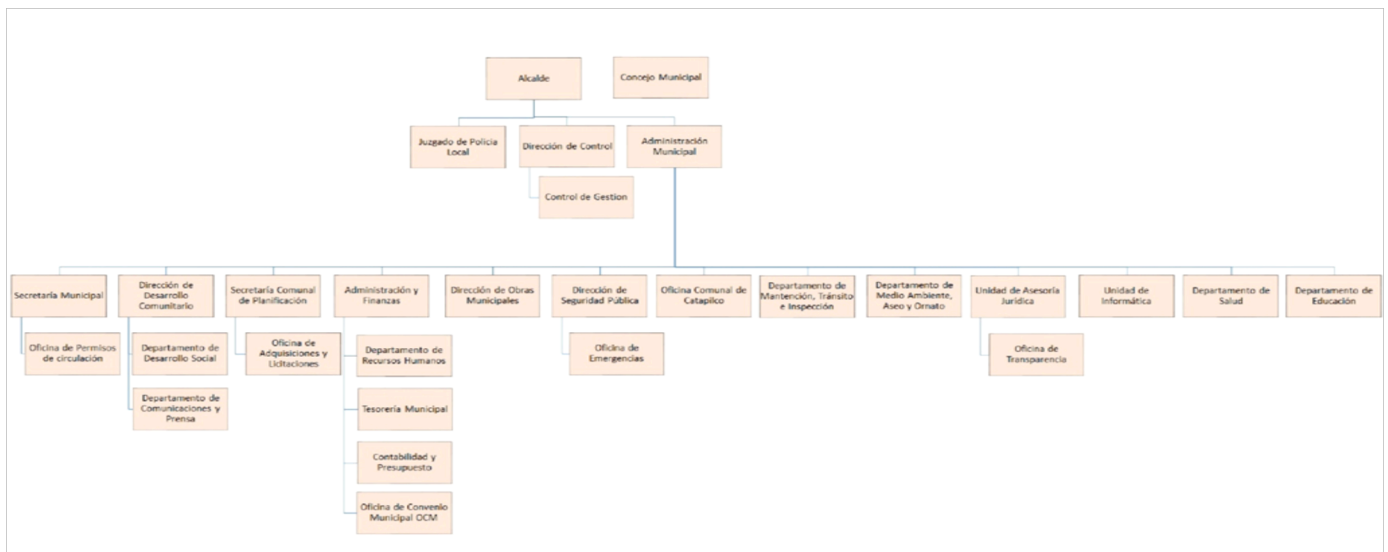 Alcalde
Concejo Municipal
Juzgado de Policia
Local
Dirección de Control
Administración
Municipal
Control de Gestion
Secretaría Municipal
Dirección de
Desarrollo
Comunitario
Secretaría Comunal
de Planificación
Administración y
Finanzas
Dirección de Obras
Municipales
Dirección de
Seguridad Pública
Oficina Comunal de
Catapilco
Departamento de
Mantención, Tránsito
e Inspección
Departamento de
Medio Ambiente,
Aseo y Ornato
Unidad de Asesoría
Jurídica
Unidad de
Informática
Departamento de
Salud
Departamento de
Educación
Oficina de Permisos
de circulación
Departamento de
Desarrollo Social
Oficina de
Adquisiciones y
Licitaciones
Departamento de
Recursos Humanos
Oficina de
Emergencias
Oficina de
Transparencia
Departamento de
Comunicaciones y
Prensa
Tesorería Municipal
Contabilidad y
Presupuesto
Oficina de Convenio
Municipal OCM